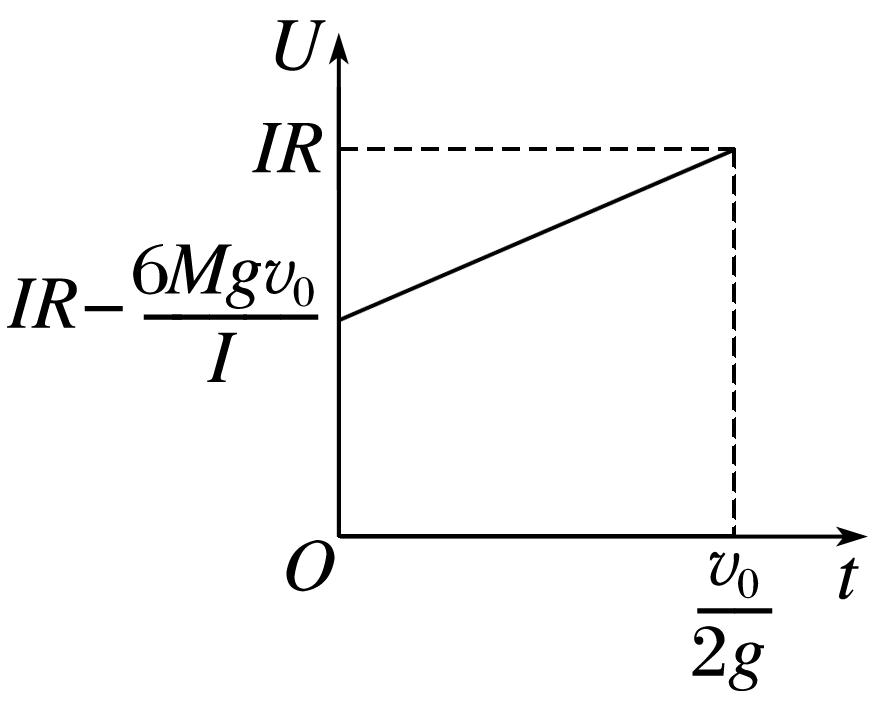 U
IR
IR − 6Mgv₀/I
O
v₀/2g
t